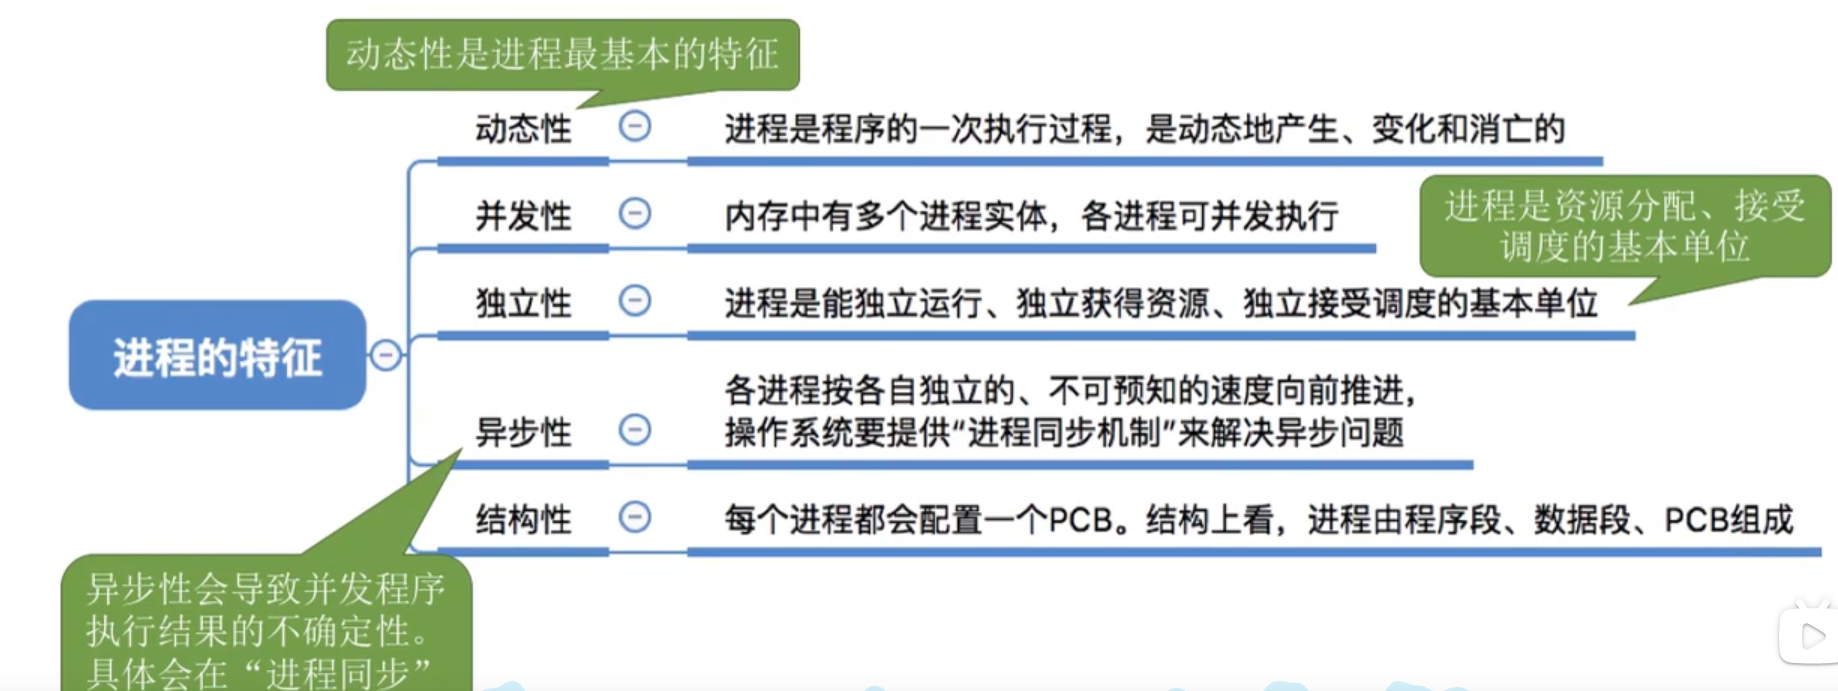 动态性是进程最基本的特征
动态性
进程是程序的一次执行过程，是动态地产生、变化和消亡的
并发性
内存中有多个进程实体，各进程可并发执行
进程是资源分配、接受
调度的基本单位
独立性
进程是能独立运行、独立获得资源、独立接受调度的基本单位
进程的特征
异步性
各进程按各自独立的、不可预知的速度向前推进，
操作系统要提供“进程同步机制”来解决异步问题
结构性
每个进程都会配置一个PCB。结构上看，进程由程序段、数据段、PCB组成
异步性会导致并发程序
执行结果的不确定性。
具体会在“进程同步”